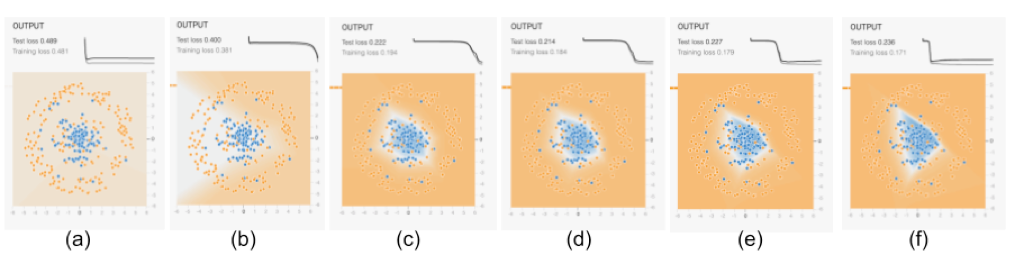 OUTPUT
Test loss 0.489
Training loss 0.481
(a)
OUTPUT
Test loss 0.400
Training loss 0.381
(b)
OUTPUT
Test loss 0.222
Training loss 0.194
(c)
OUTPUT
Test loss 0.214
Training loss 0.184
(d)
OUTPUT
Test loss 0.227
Training loss 0.179
(e)
OUTPUT
Test loss 0.236
Training loss 0.171
(f)